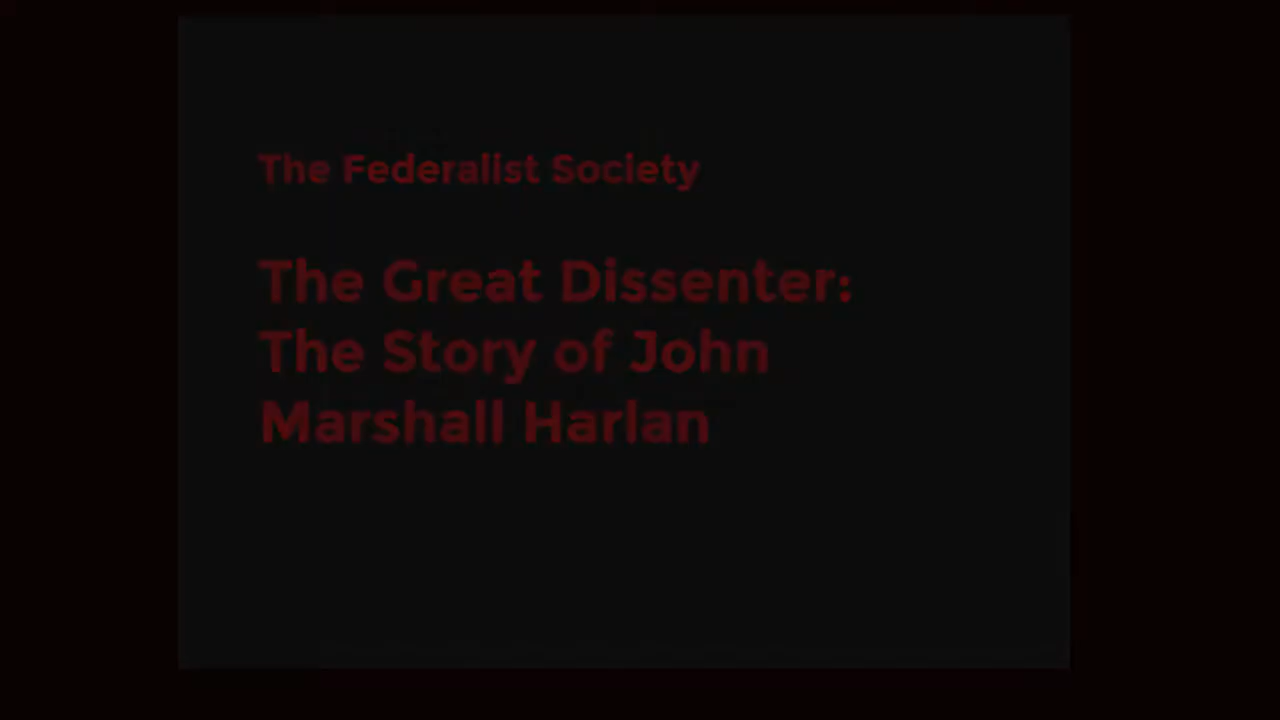 The Federalist Society
The Great Dissenter:
The Story of John
Marshall Harlan